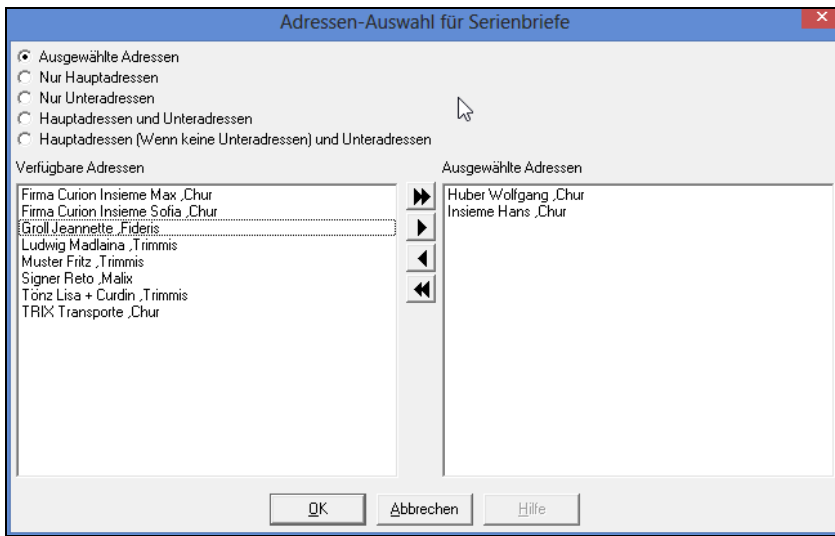 Adressen-Auswahl für Serienbriefe
Ausgewählte Adressen
Nur Hauptadressen
Nur Unteradressen
Hauptadressen und Unteradressen
Hauptadressen (Wenn keine Unteradressen) und Unteradressen
Verfügbare Adressen
Firma Curion Insieme Max ,Chur
Firma Curion Insieme Sofia ,Chur
Groll Jeannette ,Fideris
Ludwig Madlaina ,Trimmis
Muster Fritz ,Trimmis
Signer Reto ,Malix
Tönz Lisa + Curdin ,Trimmis
TRIX Transporte ,Chur
Ausgewählte Adressen
Huber Wolfgang ,Chur
Insieme Hans ,Chur
OK
Abbrechen
Hilfe